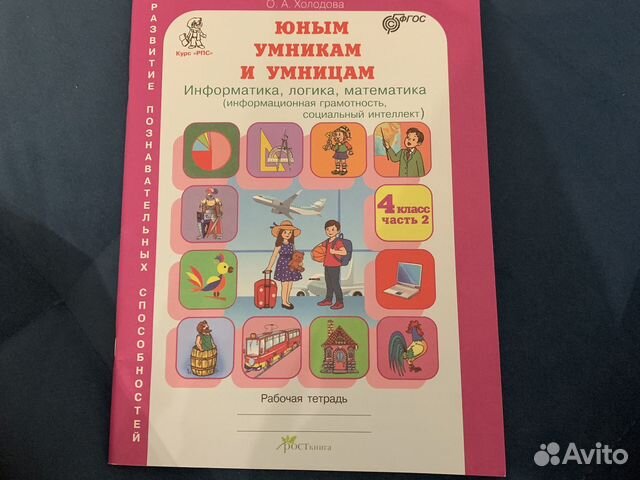 О. А. Холодова
Курс «РПС»
ФГОС
ЮНЫМ
УМНИКАМ
И УМНИЦАМ
Информатика, логика, математика
(информационная грамотность,
социальный интеллект)
РАЗВИТИЕ ПОЗНАВАТЕЛЬНЫХ СПОСОБНОСТЕЙ
4 класс
часть 2
Рабочая тетрадь
РОСТкнига
Avito